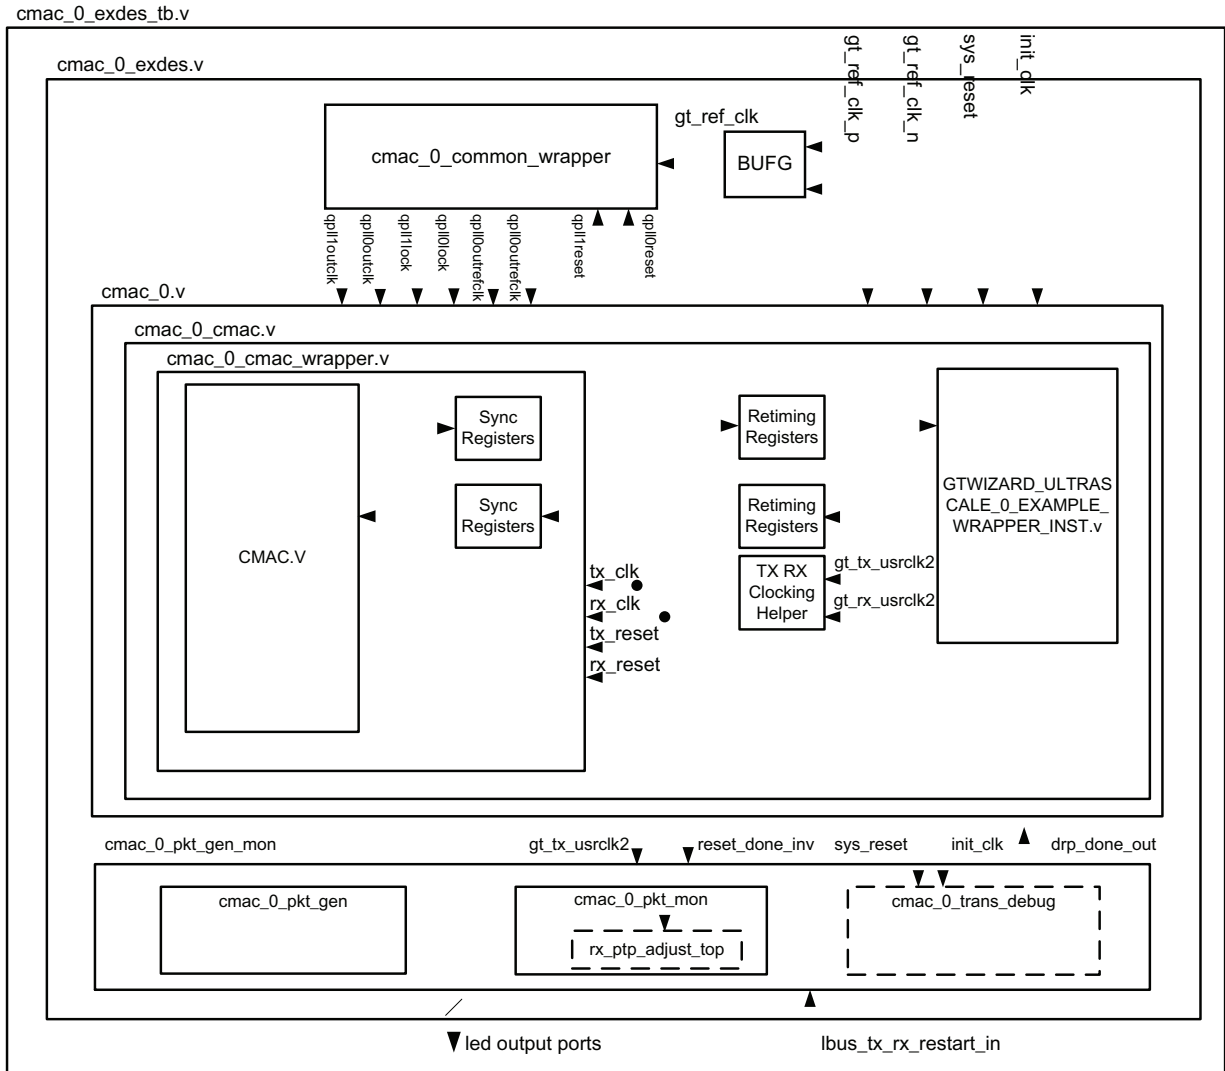 cmac_0_exdes_tb.v
cmac_0_exdes.v
gt_ref_clk_p
gt_ref_clk_n
sys_reset
init_clk
gt_ref_clk
cmac_0_common_wrapper
BUFG
qpll1outclk
qpll0outclk
qpll1lock
qpll0lock
qpll0outrefclk
qpll0outrefclk
qpll1reset
qpll0reset
cmac_0.v
cmac_0_cmac.v
cmac_0_cmac_wrapper.v
CMAC.V
Sync
Registers
Sync
Registers
tx_clk
rx_clk
tx_reset
rx_reset
Retiming
Registers
Retiming
Registers
TX RX
Clocking
Helper
gt_tx_usrclk2
gt_rx_usrclk2
GTWIZARD_ULTRAS
CALE_0_EXAMPLE_
WRAPPER_INST.v
cmac_0_pkt_gen_mon
gt_tx_usrclk2
reset_done_inv
sys_reset
init_clk
drp_done_out
cmac_0_pkt_gen
cmac_0_pkt_mon
rx_ptp_adjust_top
cmac_0_trans_debug
led output ports
lbus_tx_rx_restart_in